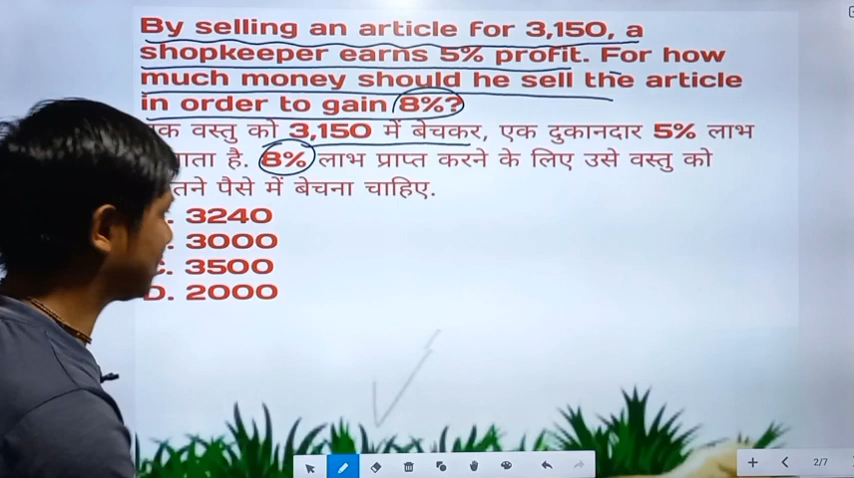 By selling an article for 3,150, a
shopkeeper earns 5% profit. For how
much money should he sell the article
in order to gain 8%?
वस्तु को 3,150 में बेचकर, एक दुकानदार 5% लाभ
है. 8% लाभ प्राप्त करने के लिए उसे वस्तु को
पैसे में बेचना चाहिए.
3240
3000
C. 3500
D. 2000
2/7